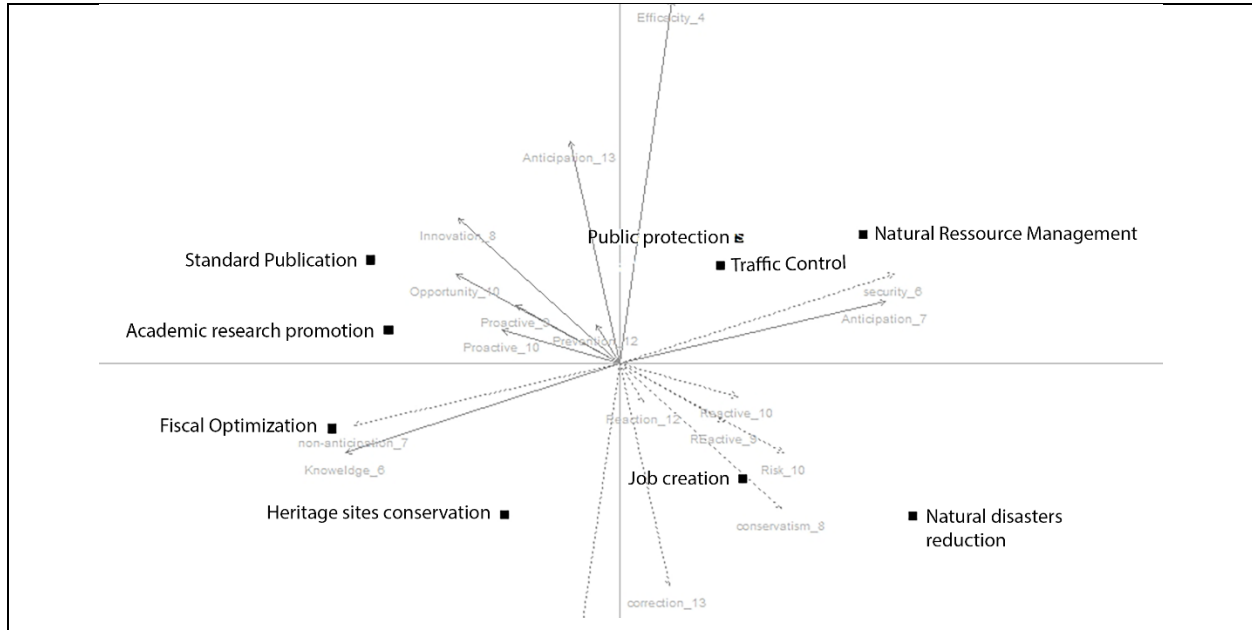 Efficacity_4
Anticipation_13
Innovation_8
Public protection
Natural Ressource Management
Standard Publication
Traffic Control
Opportunity_10
security_6
Proactive_9
Anticipation_7
Academic research promotion
Prevention_12
Proactive_10
Reaction_12
Reactive_10
Fiscal Optimization
non-anticipation_7
REactive_9
Knoweldge_6
Risk_10
Job creation
Heritage sites conservation
conservatism_8
Natural disasters
reduction
correction_13